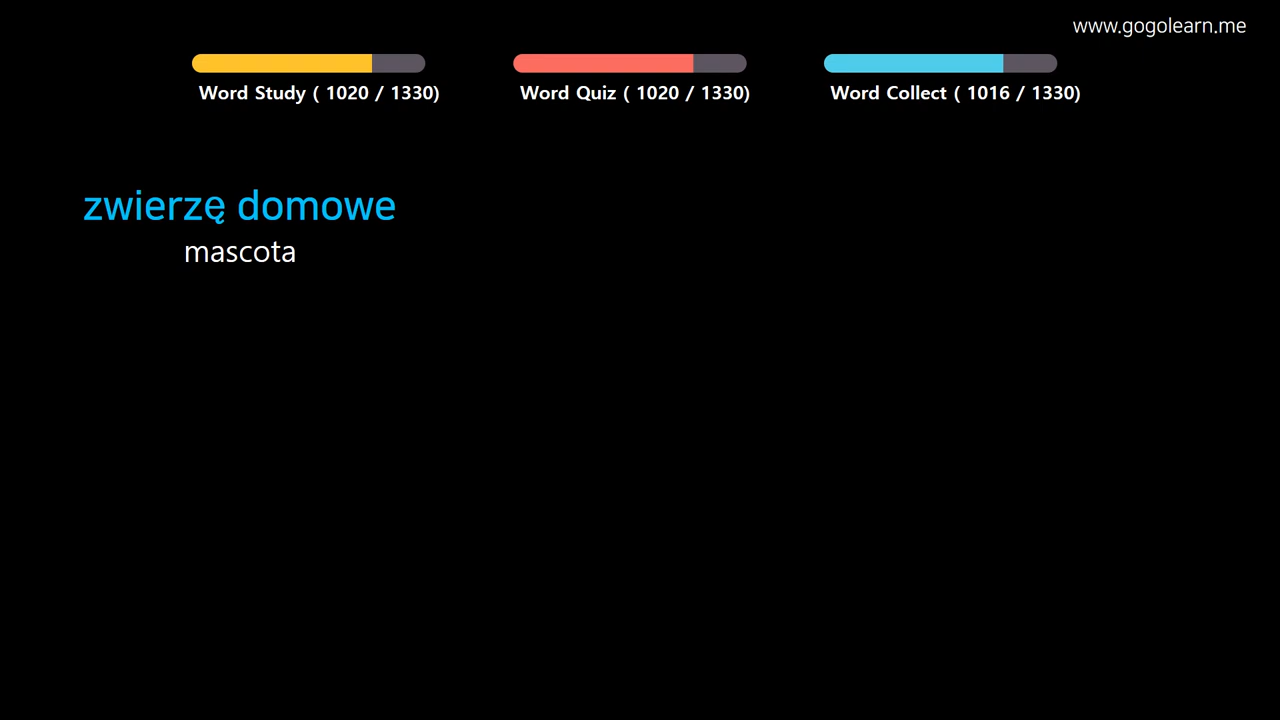 www.gogolearn.me
Word Study ( 1020 / 1330)
Word Quiz ( 1020 / 1330)
Word Collect ( 1016 / 1330)
zwierzę domowe
mascota